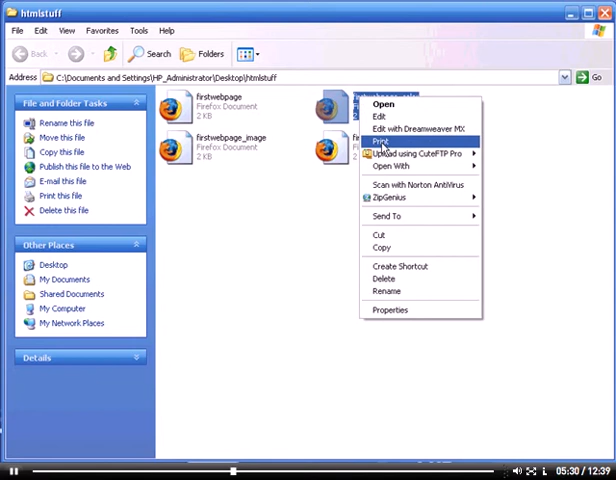 htmlstuff
File Edit View Favorites Tools Help
Back Search Folders
Address C:\Documents and Settings\HP_Administrator\Desktop\htmlstuff Go
File and Folder Tasks
Rename this file
Move this file
Copy this file
Publish this file to the Web
E-mail this file
Print this file
Delete this file
Other Places
Desktop
My Documents
Shared Documents
My Computer
My Network Places
Details
firstwebpage
Firefox Document
2 KB
firstwebpage_image
Firefox Document
2 KB
Open
Edit
Edit with Dreamweaver MX
Print
Upload using CuteFTP Pro
Open With
Scan with Norton AntiVirus
ZipGenius
Send To
Cut
Copy
Create Shortcut
Delete
Rename
Properties
05:30 / 12:39